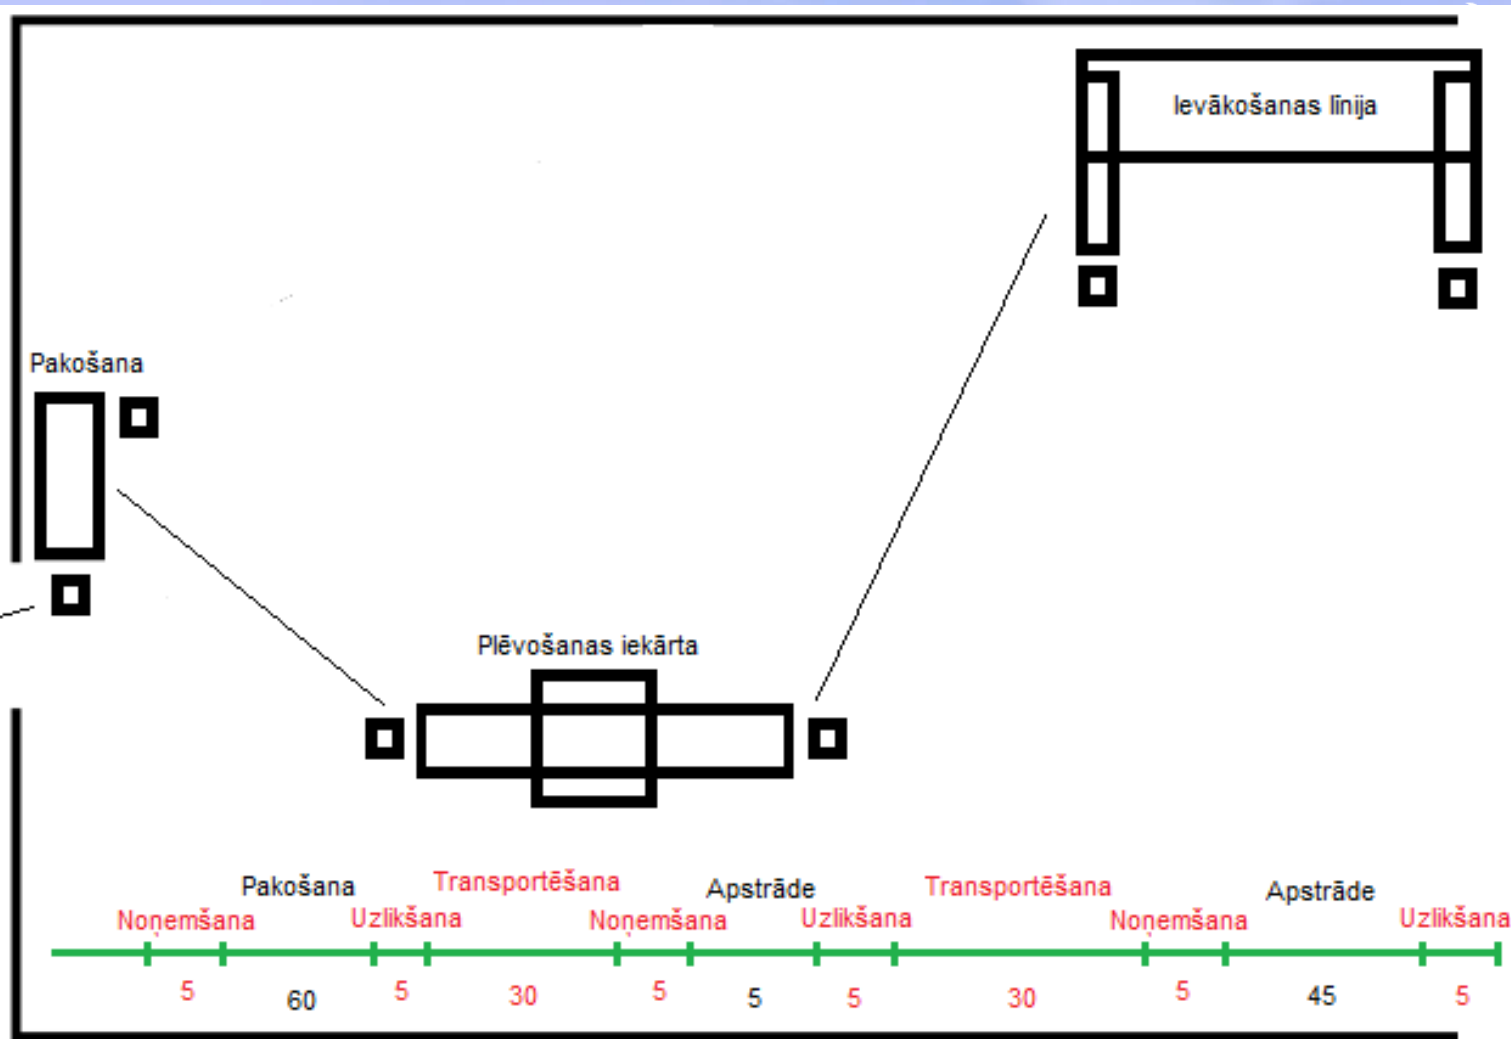 Ievākošanas līnija
Pakošana
Plēvošanas iekārta
Pakošana Transportēšana Apstrāde Transportēšana Apstrāde
Noņemšana Uzlikšana Noņemšana Uzlikšana Noņemšana Uzlikšana
5 60 5 30 5 5 5 30 5 45 5